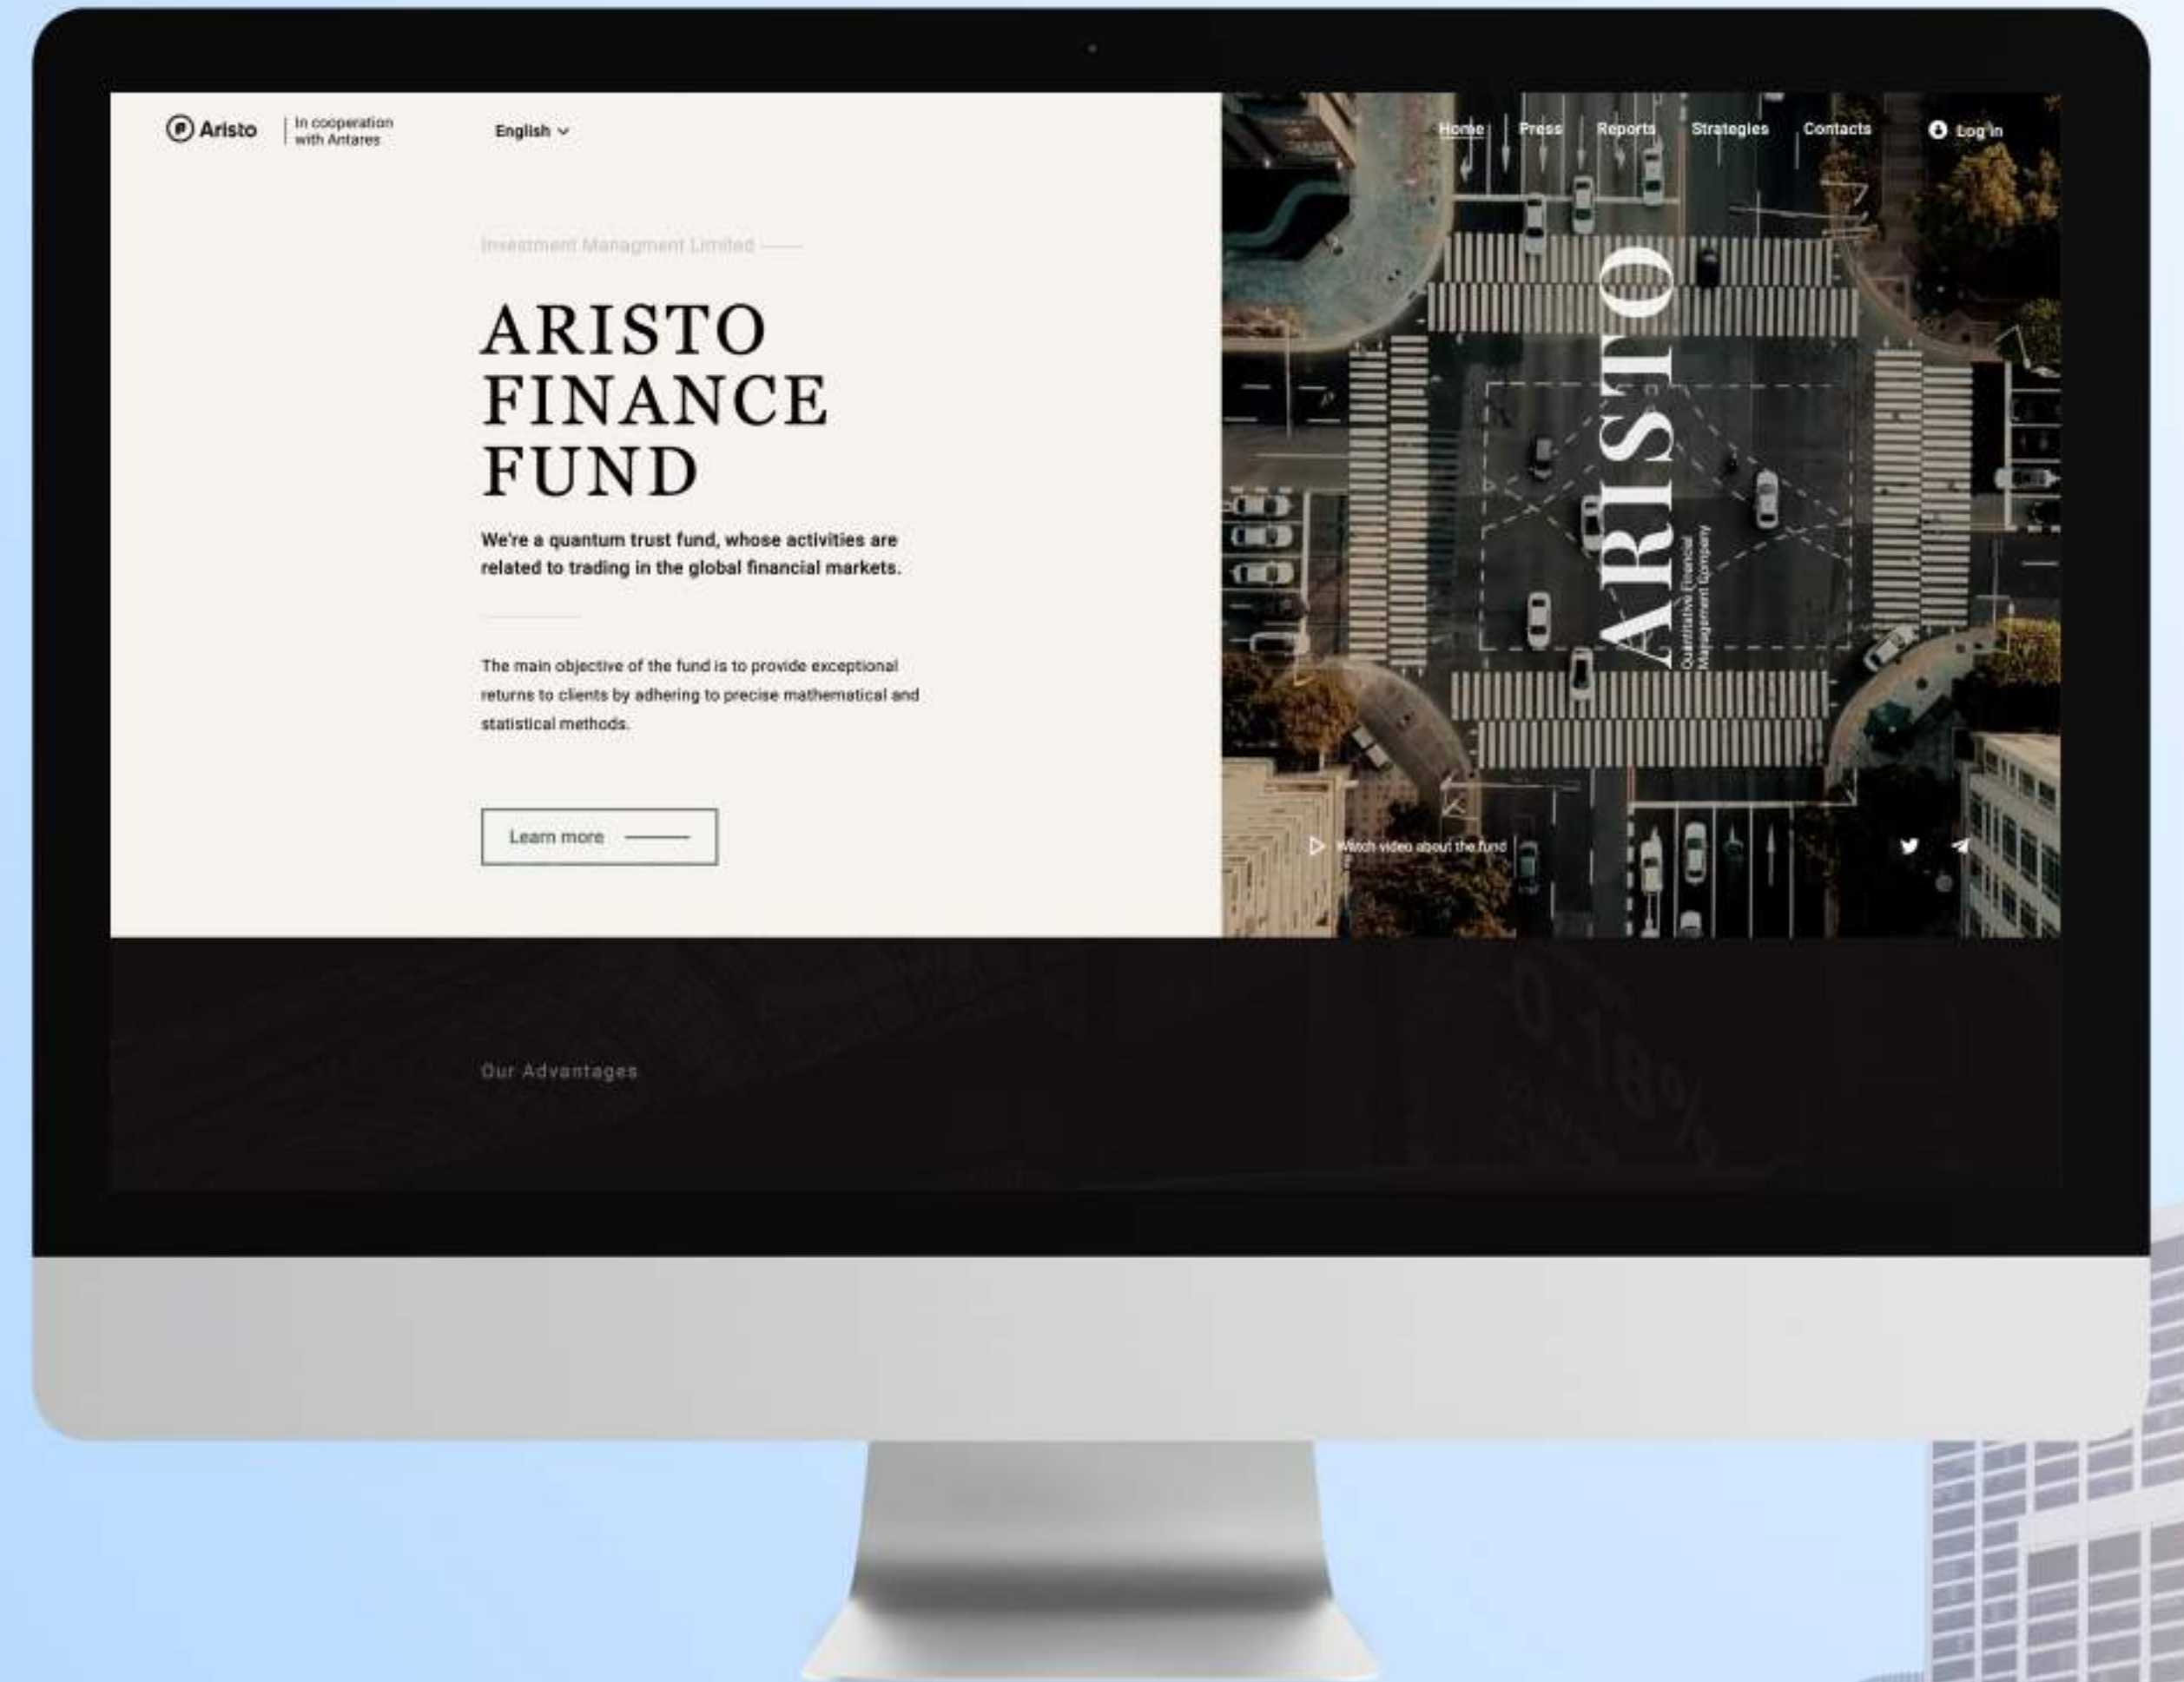 Aristo
In cooperation
with Antares
English
Home Press Reports Strategies Contacts Log in
Investment Managment Limited
ARISTO
FINANCE
FUND
We're a quantum trust fund, whose activities are
related to trading in the global financial markets.
The main objective of the fund is to provide exceptional
returns to clients by adhering to precise mathematical and
statistical methods.
Learn more
ARISTO
Quantitative Financial
Management Company
Watch video about the fund
Our Advantages
0.18%